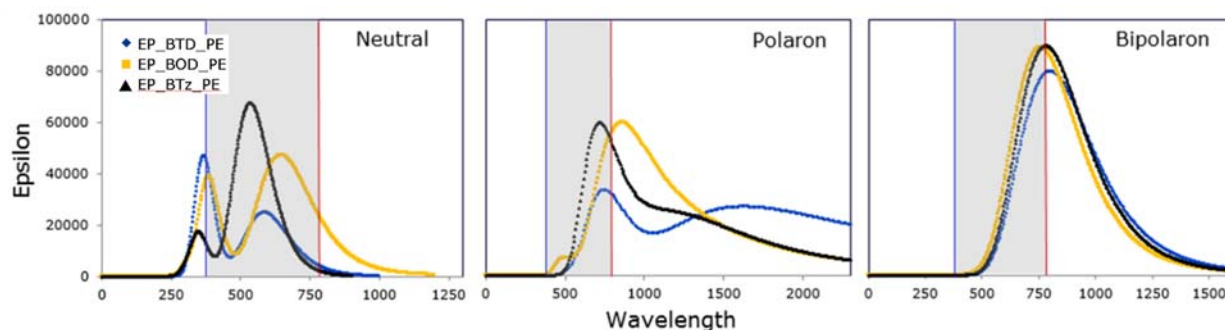 100000
80000
60000
40000
20000
0
Epsilon
Neutral
EP_BTD_PE
EP_BOD_PE
EP_BTz_PE
0 250 500 750 1000 1250
Polaron
0 500 1000 1500 2000
Bipolaron
0 250 500 750 1000 1250 1500
Wavelength